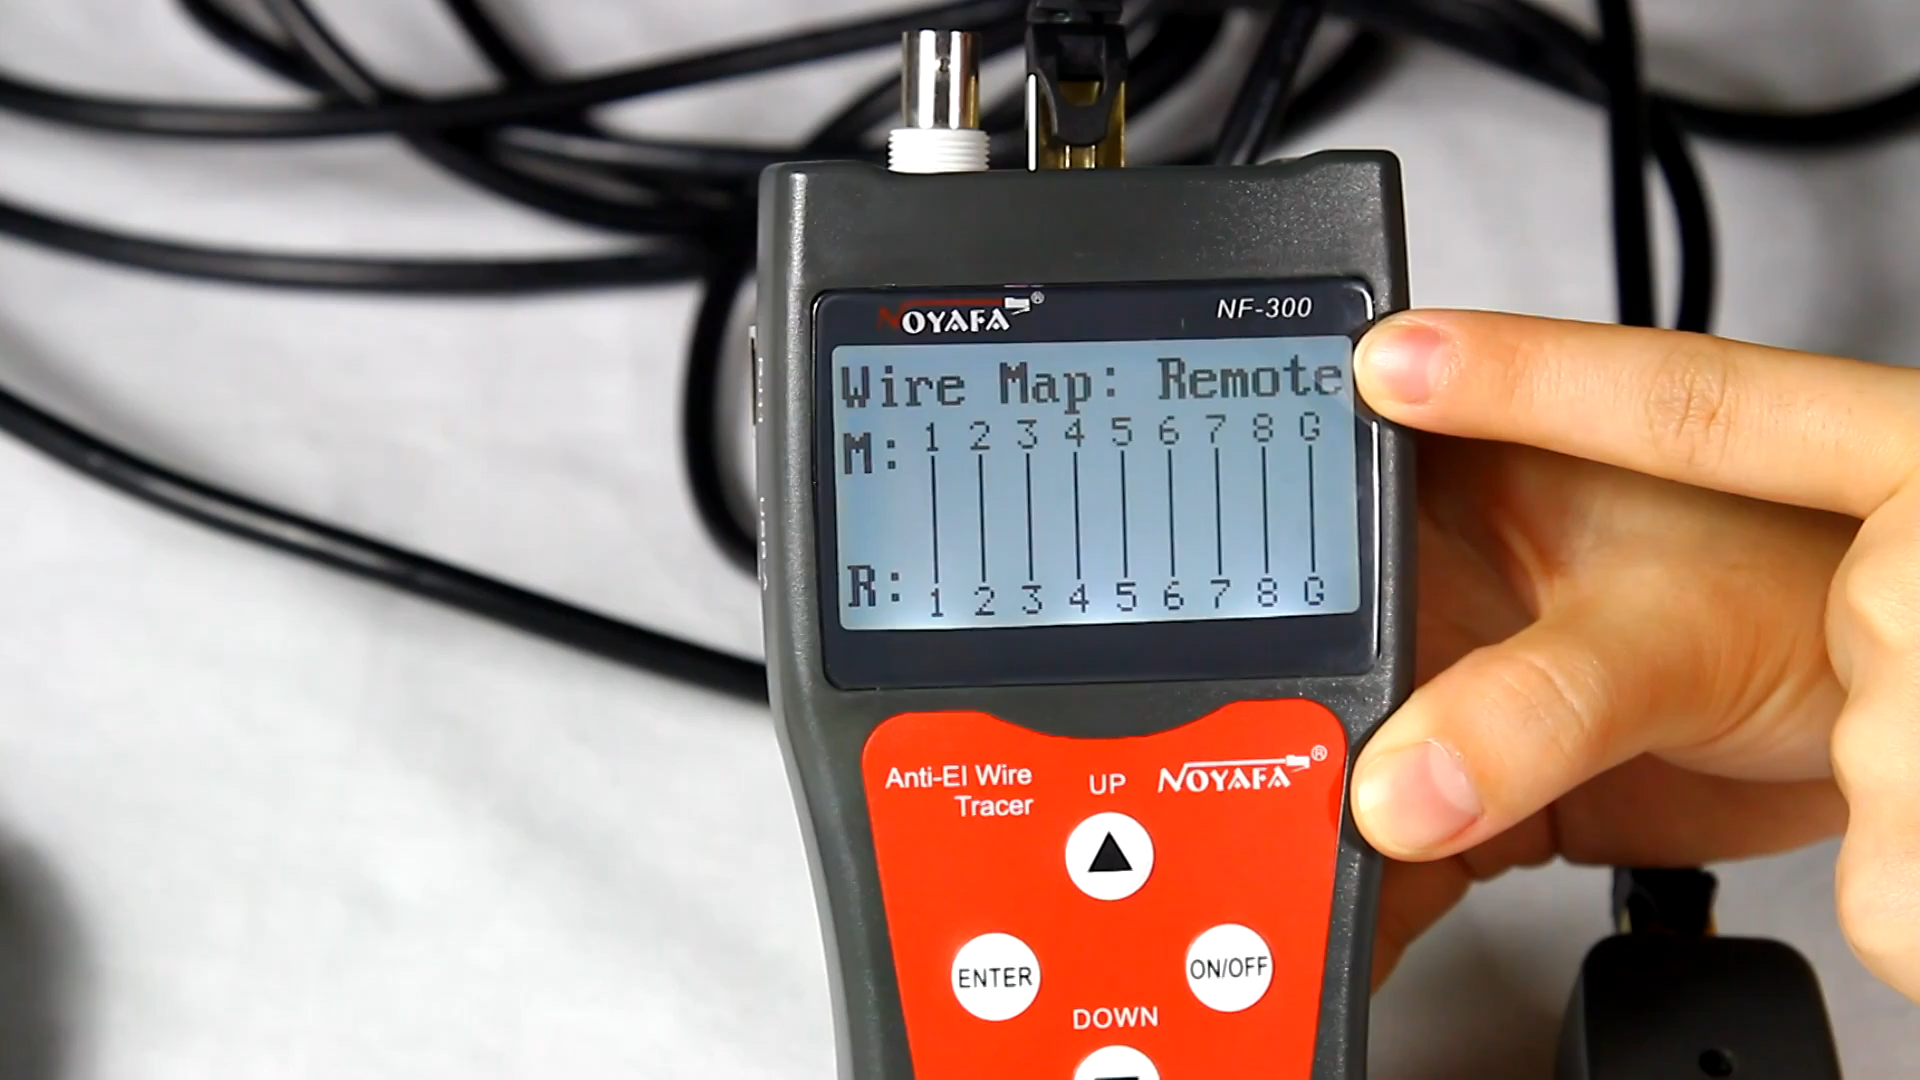 NOYAFA®
NF-300
Wire Map: Remote
M: 1 2 3 4 5 6 7 8 G
R: 1 2 3 4 5 6 7 8 G
Anti-EI Wire
Tracer
UP
NOYAFA®
ENTER
ON/OFF
DOWN